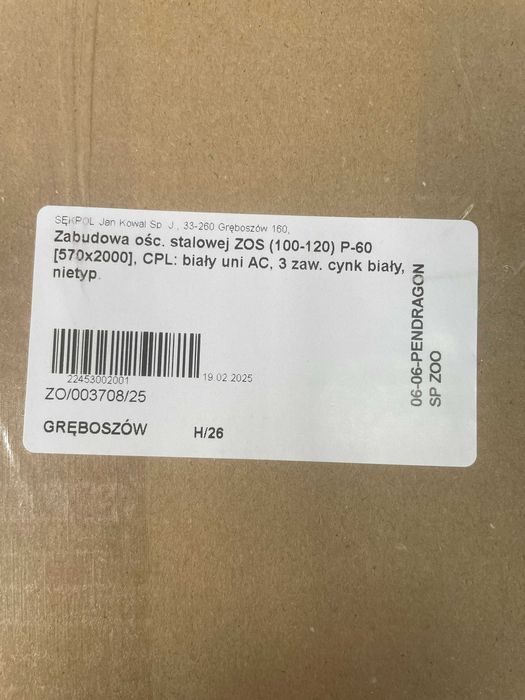 SĘKPOL Jan Kowal Sp. J., 33-260 Gręboszów 160,
Zabudowa ośc. stalowej ZOS (100-120) P-60
[570x2000], CPL: biały uni AC, 3 zaw. cynk biały,
nietyp.
22453002001
19.02.2025
ZO/003708/25
GRĘBOSZÓW H/26
06-06-PENDRAGON
SP ZOO